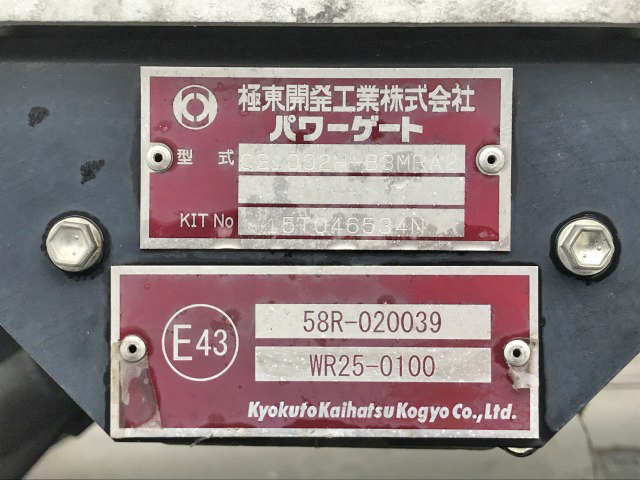 極東開発工業株式会社
パワーゲート
型 式
KIT No 15T046534N
E43
58R-020039
WR25-0100
Kyokuto Kaihatsu Kogyo Co., Ltd.